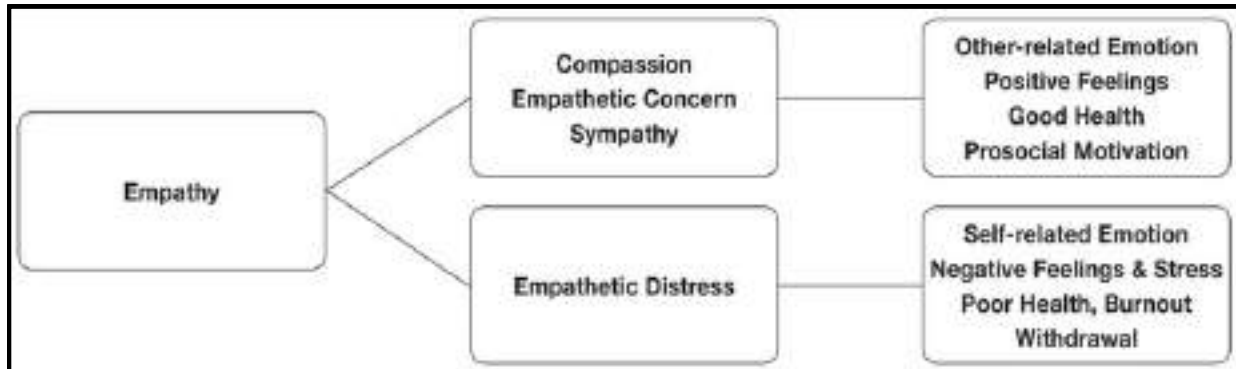 Empathy
Compassion
Empathetic Concern
Sympathy
Other-related Emotion
Positive Feelings
Good Health
Prosocial Motivation
Empathetic Distress
Self-related Emotion
Negative Feelings & Stress
Poor Health, Burnout
Withdrawal